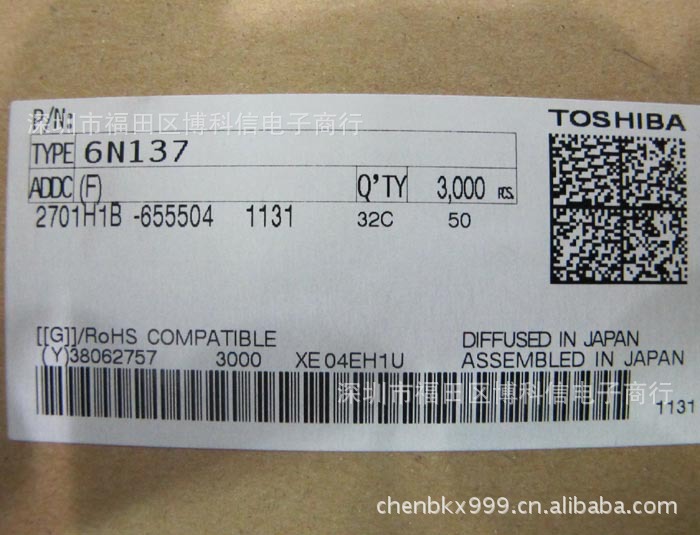 P/N:
深圳市福田区博科信电子商行
TOSHIBA
TYPE 6N137
ADDC (F) Q'TY 3,000 PCS.
2701H1B -655504 1131 32C 50
[[G]]/RoHS COMPATIBLE DIFFUSED IN JAPAN
(Y)38062757 3000 XE 04EH1U ASSEMBLED IN JAPAN
深圳市福田区博科信电子商行
1131
chenbkx999.cn.alibaba.com